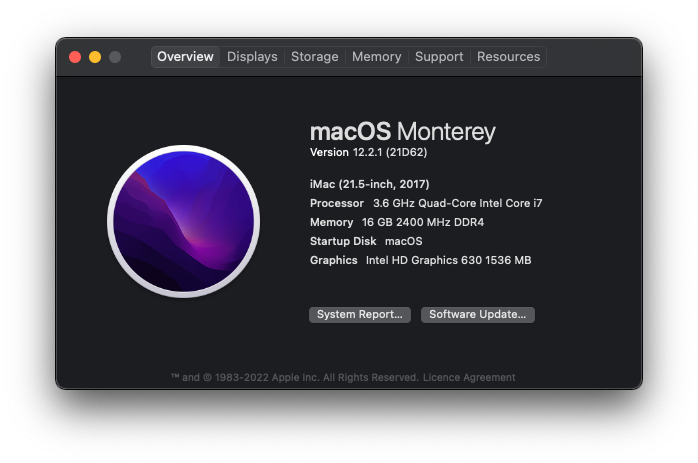 Overview Displays Storage Memory Support Resources
macOS Monterey
Version 12.2.1 (21D62)
iMac (21.5-inch, 2017)
Processor 3.6 GHz Quad-Core Intel Core i7
Memory 16 GB 2400 MHz DDR4
Startup Disk macOS
Graphics Intel HD Graphics 630 1536 MB
System Report... Software Update...
™ and © 1983-2022 Apple Inc. All Rights Reserved. Licence Agreement